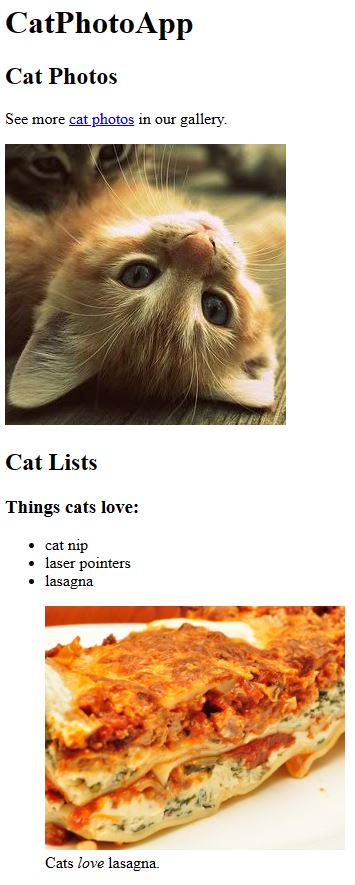 CatPhotoApp
Cat Photos
See more cat photos in our gallery.
Cat Lists
Things cats love:
cat nip
laser pointers
lasagna
Cats love lasagna.